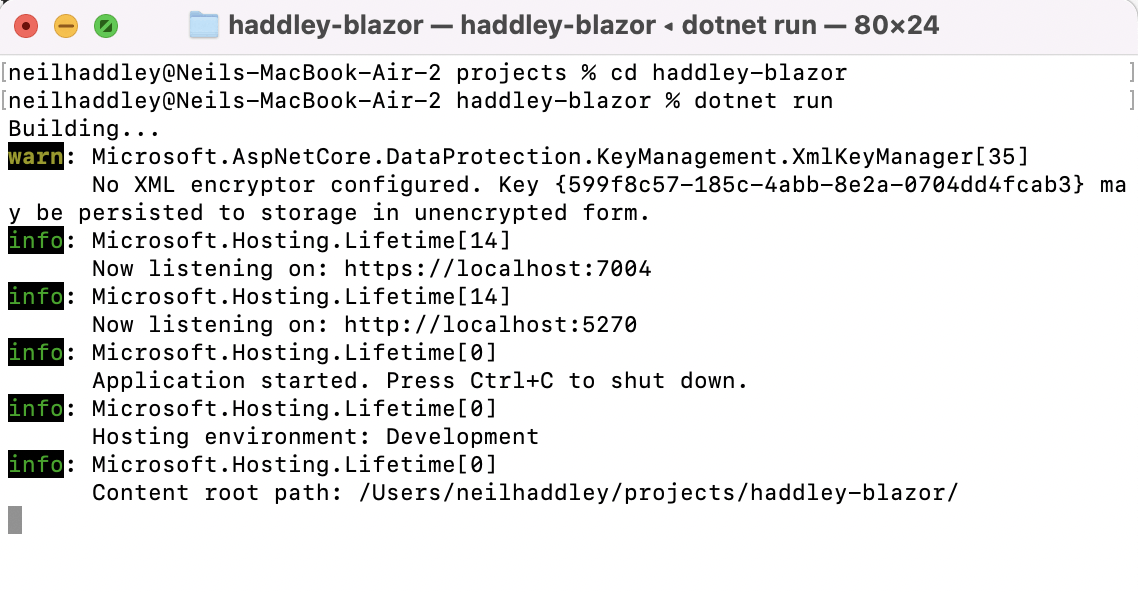 haddley-blazor — haddley-blazor ◂ dotnet run — 80×24
[neilhaddley@Neils-MacBook-Air-2 projects % cd haddley-blazor ]
[neilhaddley@Neils-MacBook-Air-2 haddley-blazor % dotnet run ]
Building...
warn: Microsoft.AspNetCore.DataProtection.KeyManagement.XmlKeyManager[35]
      No XML encryptor configured. Key {599f8c57-185c-4abb-8e2a-0704dd4fcab3} ma
y be persisted to storage in unencrypted form.
info: Microsoft.Hosting.Lifetime[14]
      Now listening on: https://localhost:7004
info: Microsoft.Hosting.Lifetime[14]
      Now listening on: http://localhost:5270
info: Microsoft.Hosting.Lifetime[0]
      Application started. Press Ctrl+C to shut down.
info: Microsoft.Hosting.Lifetime[0]
      Hosting environment: Development
info: Microsoft.Hosting.Lifetime[0]
      Content root path: /Users/neilhaddley/projects/haddley-blazor/